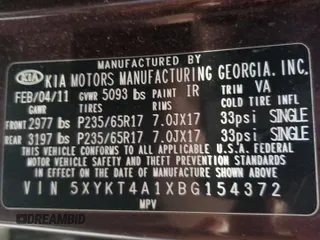 MANUFACTURED BY
KIA KIA MOTORS MANUFACTURING GEORGIA, INC.
FEB/04/11 GVWR 5093 lbs PAINT IR TRIM VA
GAWR TIRES RIMS COLD TIRE INFL
FRONT 2977 lbs P235/65R17 7.0JX17 33psi SINGLE
REAR 3197 lbs P235/65R17 7.0JX17 33psi SINGLE
THIS VEHICLE CONFORMS TO ALL APPLICABLE U.S.A. FEDERAL
MOTOR VEHICLE SAFETY AND THEFT PREVENTION STANDARDS
IN EFFECT ON THE DATE OF MANUFACTURE SHOWN ABOVE
VIN 5XYKT4A1XBG154372
MPV
DREAMBID